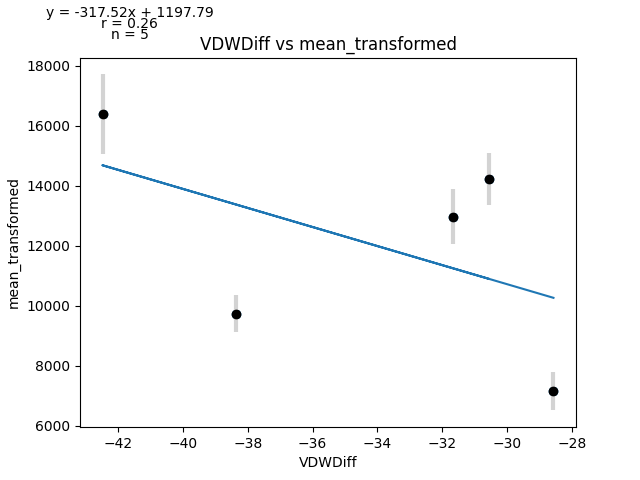 y = -317.52x + 1197.79
r = 0.26
n = 5
VDWDiff vs mean_transformed
18000
16000
14000
12000
10000
8000
6000
mean_transformed
−42
−40
−38
−36
−34
−32
−30
−28
VDWDiff